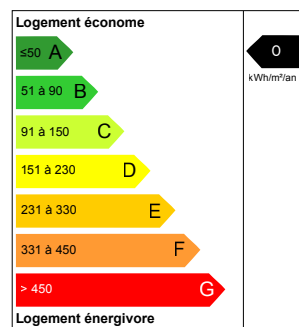 Logement économe
≤50 A
0
kWh/m²/an
51 à 90 B
91 à 150 C
151 à 230 D
231 à 330 E
331 à 450 F
> 450 G
Logement énergivore